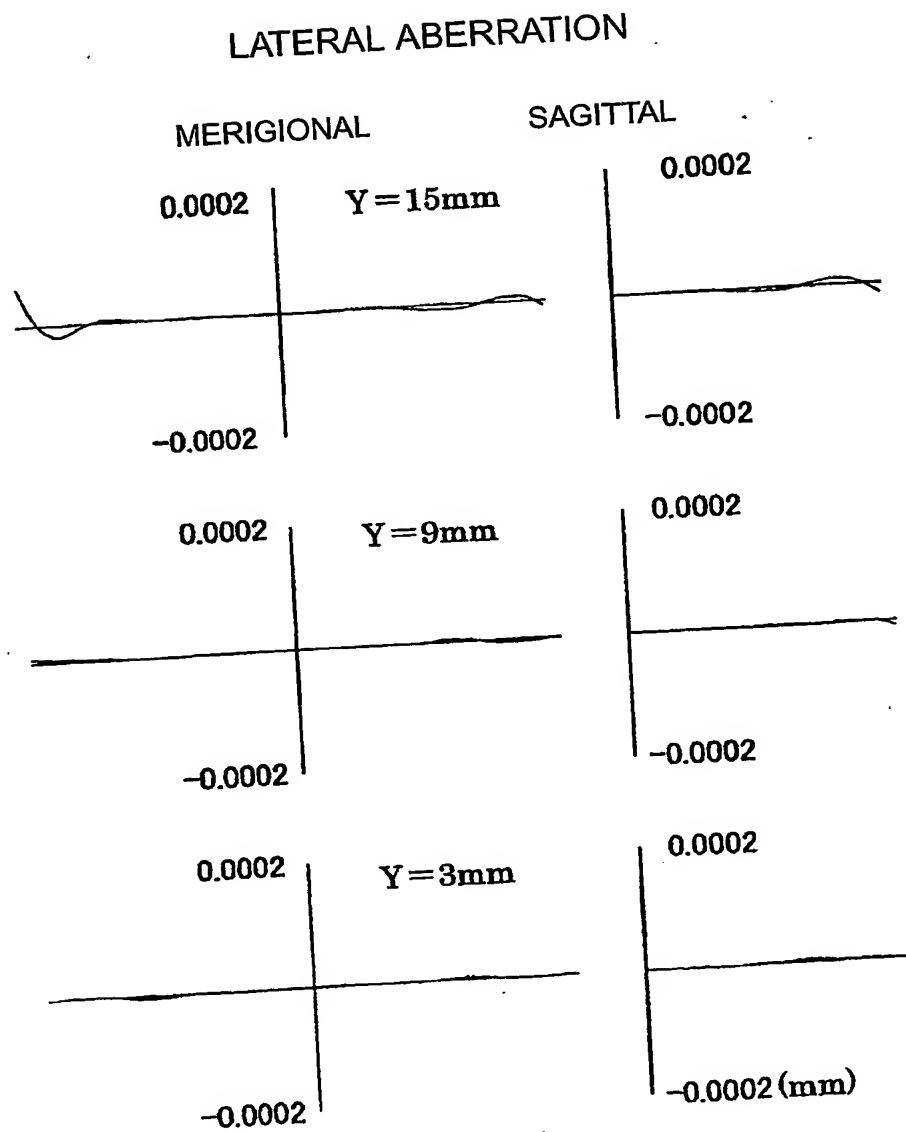 LATERAL ABERRATION
MERIGIONAL SAGITTAL
0.0002 Y=15mm 0.0002
−0.0002 −0.0002
0.0002 Y=9mm 0.0002
−0.0002 −0.0002
0.0002 Y=3mm 0.0002
−0.0002 −0.0002(mm)